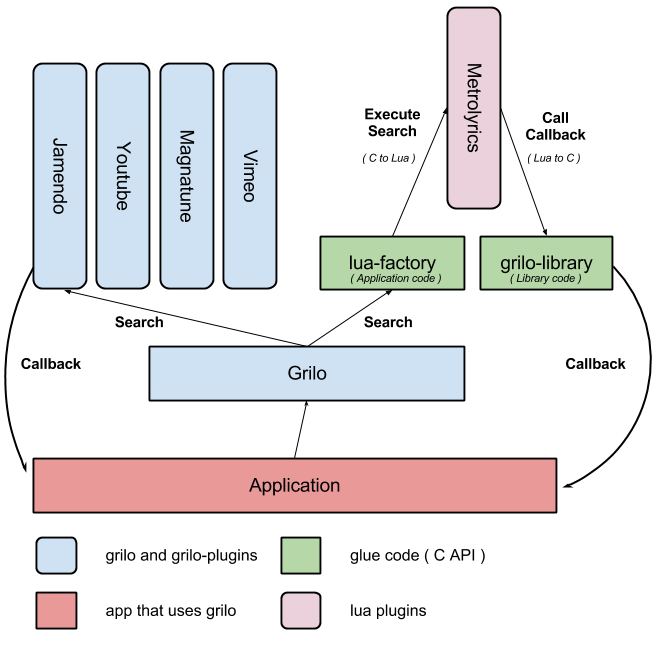 Jamendo
Youtube
Magnatune
Vimeo
Metrolyrics
Execute
Search
( C to Lua )
Call
Callback
( Lua to C )
lua-factory
( Application code )
grilo-library
( Library code )
Search
Search
Callback
Callback
Grilo
Application
grilo and grilo-plugins
glue code ( C API )
app that uses grilo
lua plugins